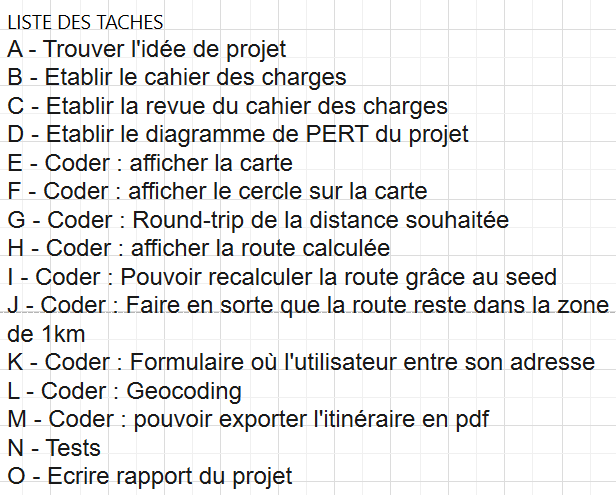 LISTE DES TACHES
A - Trouver l'idée de projet
B - Etablir le cahier des charges
C - Etablir la revue du cahier des charges
D - Etablir le diagramme de PERT du projet
E - Coder : afficher la carte
F - Coder : afficher le cercle sur la carte
G - Coder : Round-trip de la distance souhaitée
H - Coder : afficher la route calculée
I - Coder : Pouvoir recalculer la route grâce au seed
J - Coder : Faire en sorte que la route reste dans la zone
de 1km
K - Coder : Formulaire où l'utilisateur entre son adresse
L - Coder : Geocoding
M - Coder : pouvoir exporter l'itinéraire en pdf
N - Tests
O - Ecrire rapport du projet